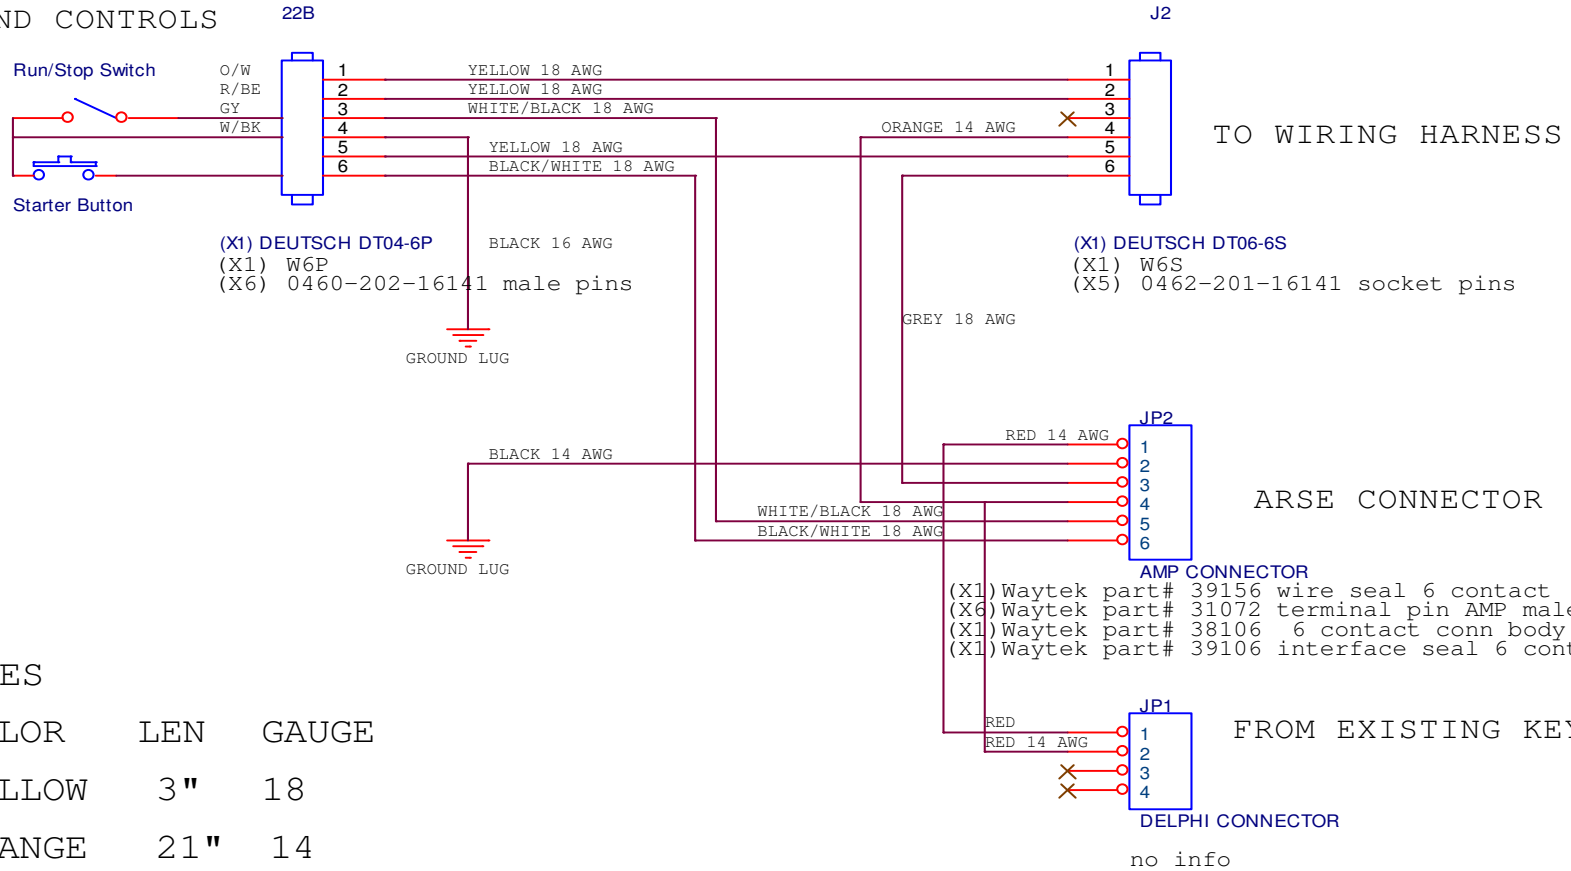 ND CONTROLS
22B
J2
Run/Stop Switch
O/W
R/BE
GY
W/BK
1
2
3
4
5
6
YELLOW 18 AWG
YELLOW 18 AWG
WHITE/BLACK 18 AWG
YELLOW 18 AWG
BLACK/WHITE 18 AWG
ORANGE 14 AWG
1
2
3
4
5
6
TO WIRING HARNESS
Starter Button
(X1) DEUTSCH DT04-6P
(X1) W6P
(X6) 0460-202-16141 male pins
BLACK 16 AWG
(X1) DEUTSCH DT06-6S
(X1) W6S
(X5) 0462-201-16141 socket pins
GREY 18 AWG
GROUND LUG
JP2
RED 14 AWG
BLACK 14 AWG
1
2
3
4
5
6
ARSE CONNECTOR
WHITE/BLACK 18 AWG
BLACK/WHITE 18 AWG
GROUND LUG
AMP CONNECTOR
(X1)Waytek part# 39156 wire seal 6 contact
(X6)Waytek part# 31072 terminal pin AMP male
(X1)Waytek part# 38106 6 contact conn body
(X1)Waytek part# 39106 interface seal 6 cont
JP1
RED
RED 14 AWG
1
2
3
4
FROM EXISTING KEY
DELPHI CONNECTOR
no info
ES
LOR LEN GAUGE
LLOW 3" 18
ANGE 21" 14